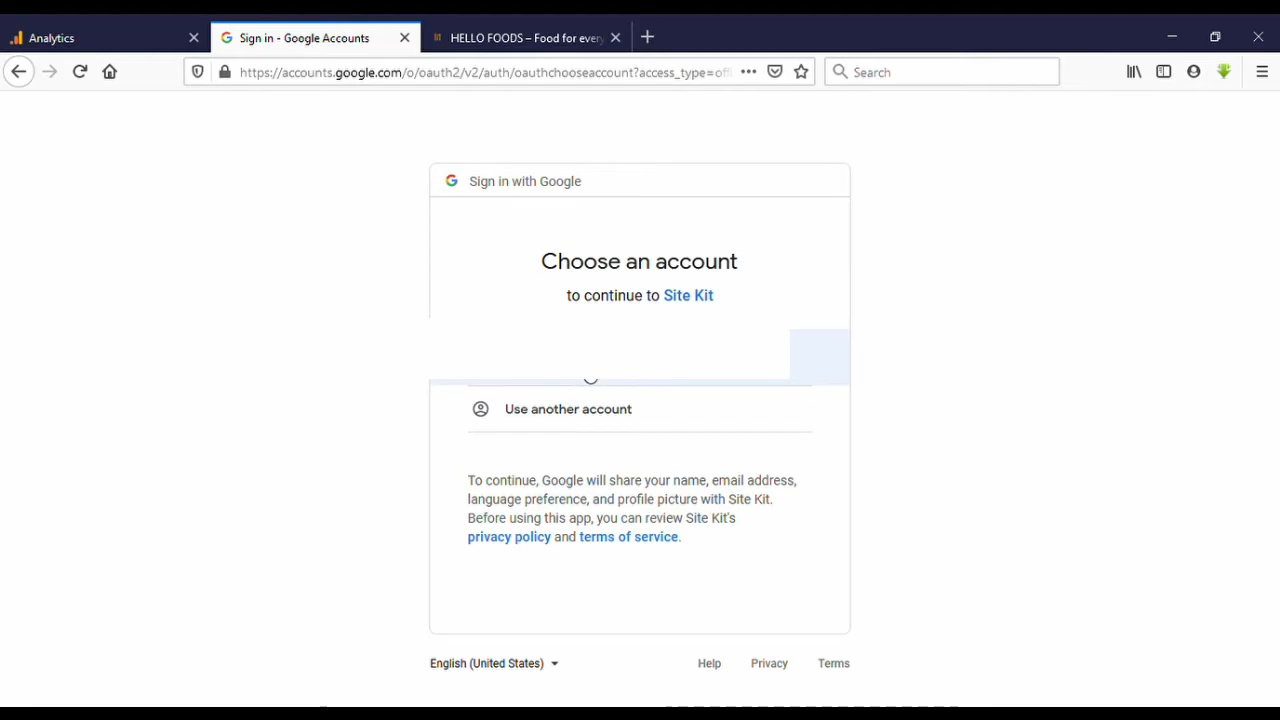 Analytics
Sign in - Google Accounts
HELLO FOODS – Food for every
https://accounts.google.com/o/oauth2/v2/auth/oauthchooseaccount?access_type=off
Search
Sign in with Google
Choose an account
to continue to Site Kit
Use another account
To continue, Google will share your name, email address,
language preference, and profile picture with Site Kit.
Before using this app, you can review Site Kit's
privacy policy and terms of service.
English (United States)
Help
Privacy
Terms